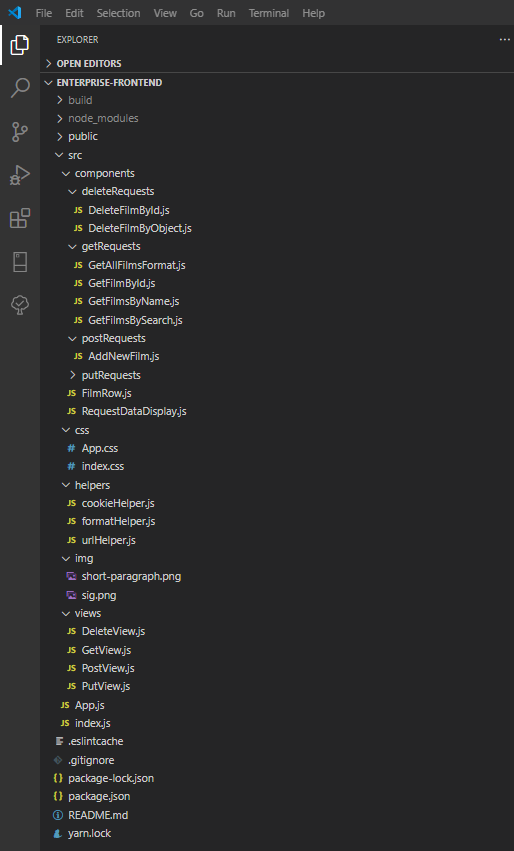 File Edit Selection View Go Run Terminal Help
EXPLORER
OPEN EDITORS
ENTERPRISE-FRONTEND
build
node_modules
public
src
components
deleteRequests
JS DeleteFilmById.js
JS DeleteFilmByObject.js
getRequests
JS GetAllFilmsFormat.js
JS GetFilmById.js
JS GetFilmsByName.js
JS GetFilmsBySearch.js
postRequests
JS AddNewFilm.js
putRequests
JS FilmRow.js
JS RequestDataDisplay.js
css
# App.css
# index.css
helpers
JS cookieHelper.js
JS formatHelper.js
JS urlHelper.js
img
short-paragraph.png
sig.png
views
JS DeleteView.js
JS GetView.js
JS PostView.js
JS PutView.js
JS App.js
JS index.js
.eslintcache
.gitignore
{} package-lock.json
{} package.json
README.md
yarn.lock